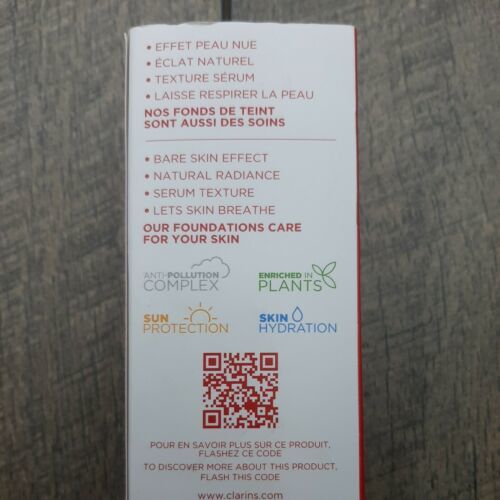 • EFFET PEAU NUE
• ÉCLAT NATUREL
• TEXTURE SÉRUM
• LAISSE RESPIRER LA PEAU
NOS FONDS DE TEINT
SONT AUSSI DES SOINS
• BARE SKIN EFFECT
• NATURAL RADIANCE
• SERUM TEXTURE
• LETS SKIN BREATHE
OUR FOUNDATIONS CARE
FOR YOUR SKIN
ANTI-POLLUTION
COMPLEX
ENRICHED IN
PLANTS
SUN
PROTECTION
SKIN
HYDRATION
POUR EN SAVOIR PLUS SUR CE PRODUIT,
FLASHEZ CE CODE
TO DISCOVER MORE ABOUT THIS PRODUCT,
FLASH THIS CODE
www.clarins.com